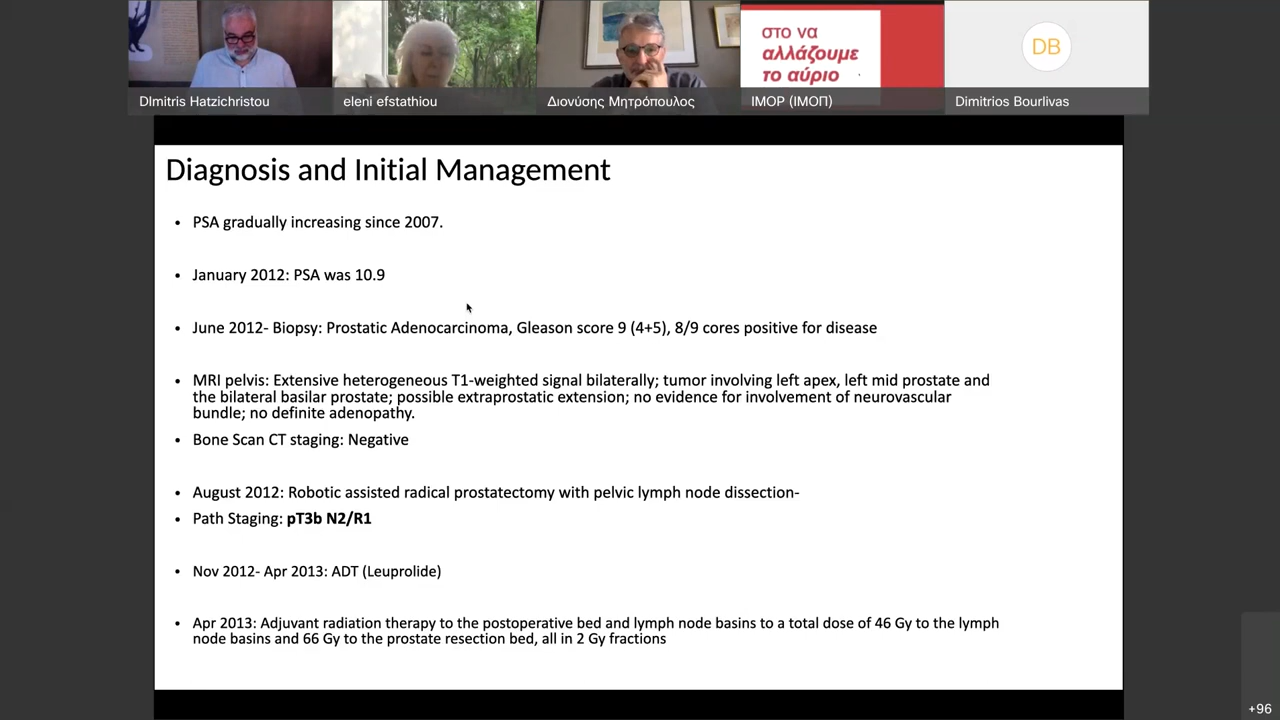 στο να
αλλάζουμε
το αύριο
DB
DImitris Hatzichristou
eleni efstathiou
Διονύσης Μητρόπουλος
IMOP (ΙΜΟΠ)
Dimitrios Bourlivas
Diagnosis and Initial Management
• PSA gradually increasing since 2007.
• January 2012: PSA was 10.9
• June 2012- Biopsy: Prostatic Adenocarcinoma, Gleason score 9 (4+5), 8/9 cores positive for disease
• MRI pelvis: Extensive heterogeneous T1-weighted signal bilaterally; tumor involving left apex, left mid prostate and
the bilateral basilar prostate; possible extraprostatic extension; no evidence for involvement of neurovascular
bundle; no definite adenopathy.
• Bone Scan CT staging: Negative
• August 2012: Robotic assisted radical prostatectomy with pelvic lymph node dissection-
• Path Staging: pT3b N2/R1
• Nov 2012- Apr 2013: ADT (Leuprolide)
• Apr 2013: Adjuvant radiation therapy to the postoperative bed and lymph node basins to a total dose of 46 Gy to the lymph
node basins and 66 Gy to the prostate resection bed, all in 2 Gy fractions
+96